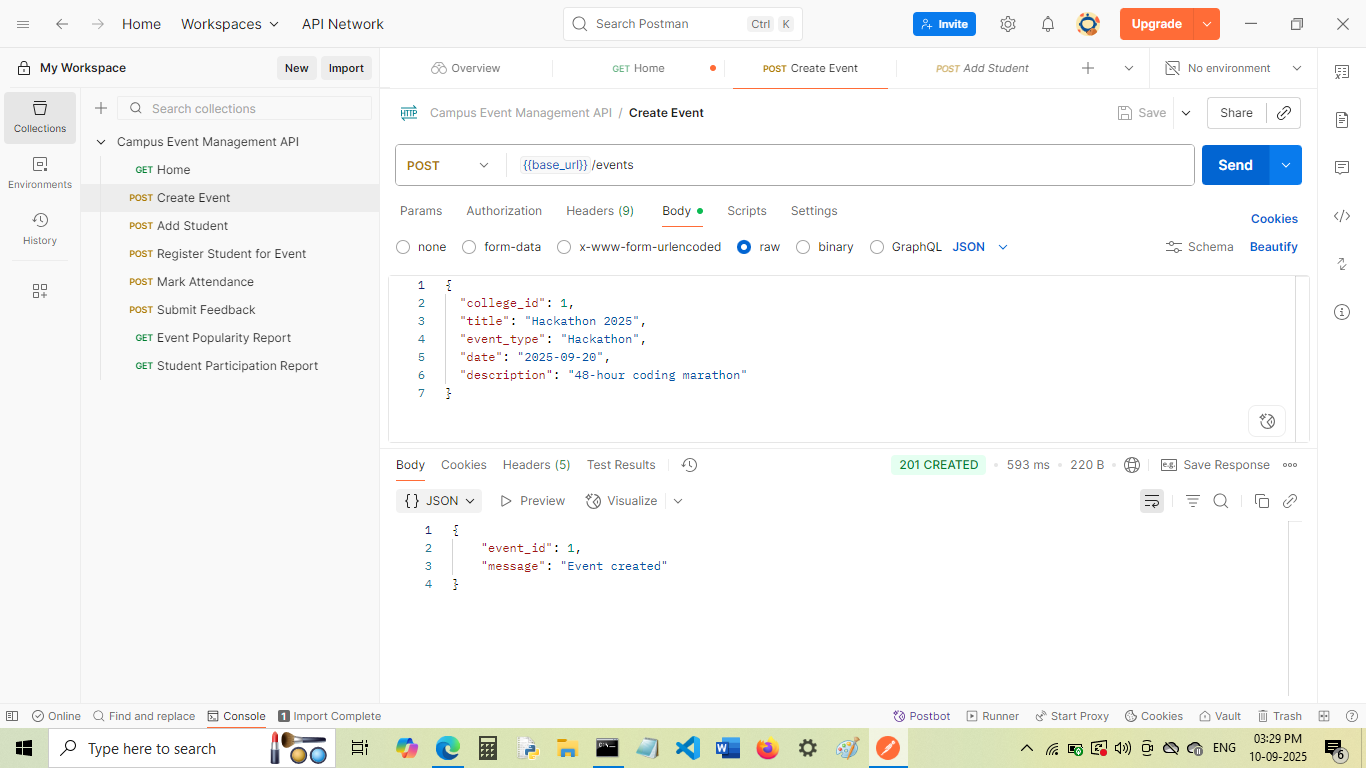 Home Workspaces API Network Search Postman Ctrl K Invite Upgrade
My Workspace New Import Overview GET Home POST Create Event POST Add Student No environment
Collections
Environments
History
Search collections
Campus Event Management API
GET Home
POST Create Event
POST Add Student
POST Register Student for Event
POST Mark Attendance
POST Submit Feedback
GET Event Popularity Report
GET Student Participation Report
HTTP Campus Event Management API / Create Event Save Share
POST {{base_url}} /events Send
Params Authorization Headers (9) Body Scripts Settings Cookies
none form-data x-www-form-urlencoded raw binary GraphQL JSON Schema Beautify
1 {
2 "college_id": 1,
3 "title": "Hackathon 2025",
4 "event_type": "Hackathon",
5 "date": "2025-09-20",
6 "description": "48-hour coding marathon"
7 }
Body Cookies Headers (5) Test Results 201 CREATED 593 ms 220 B e.g. Save Response
{} JSON Preview Visualize
1 {
2 "event_id": 1,
3 "message": "Event created"
4 }
Online Find and replace Console 1 Import Complete Postbot Runner Start Proxy Cookies Vault Trash
Type here to search ENG 03:29 PM
10-09-2025 6